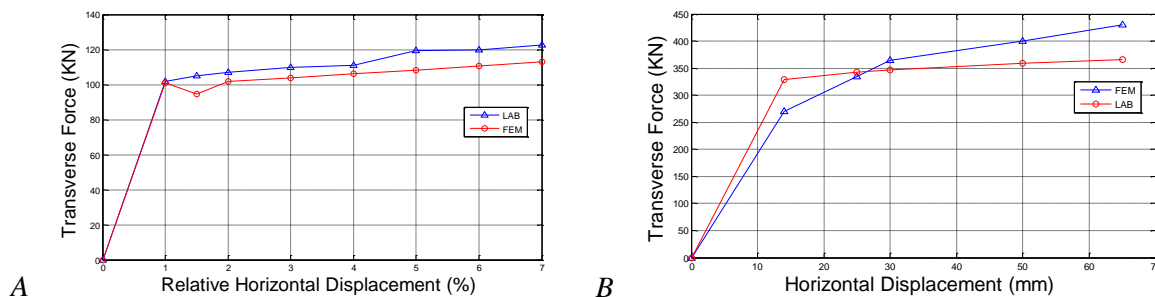 140
120
100
80
60
40
20
0
0 1 2 3 4 5 6 7
Transverse Force (KN)
Relative Horizontal Displacement (%)
LAB
FEM
A
450
400
350
300
250
200
150
100
50
0
0 10 20 30 40 50 60
Transverse Force (KN)
Horizontal Displacement (mm)
FEM
LAB
B